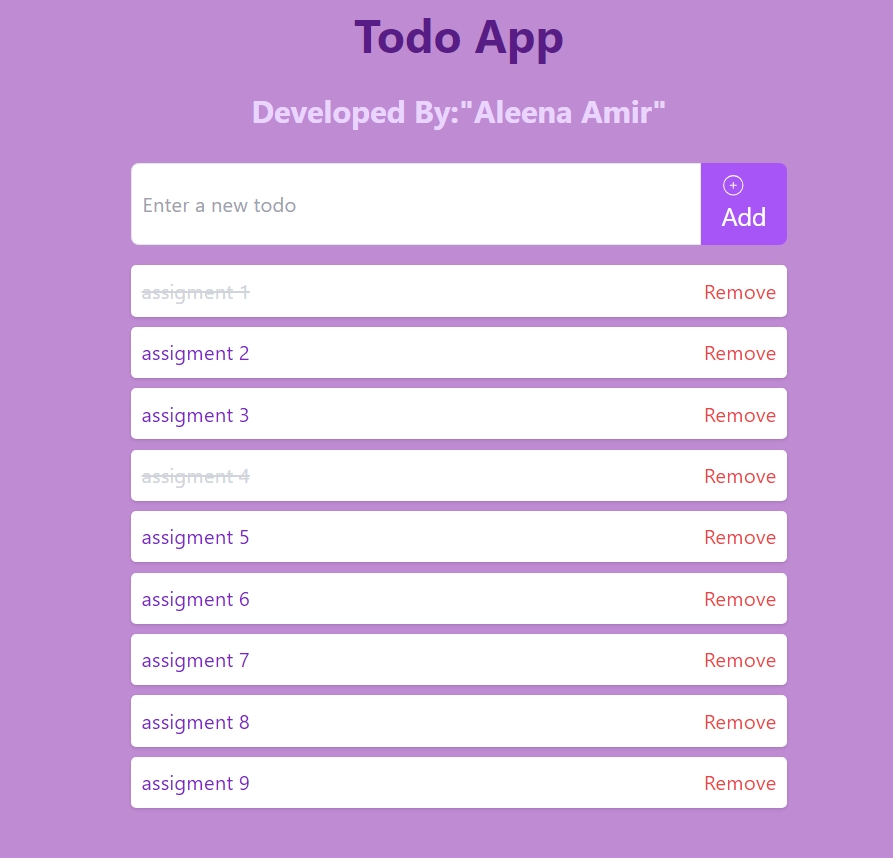 Todo App
Developed By:"Aleena Amir"
Enter a new todo
Add
assigment 1 Remove
assigment 2 Remove
assigment 3 Remove
assigment 4 Remove
assigment 5 Remove
assigment 6 Remove
assigment 7 Remove
assigment 8 Remove
assigment 9 Remove